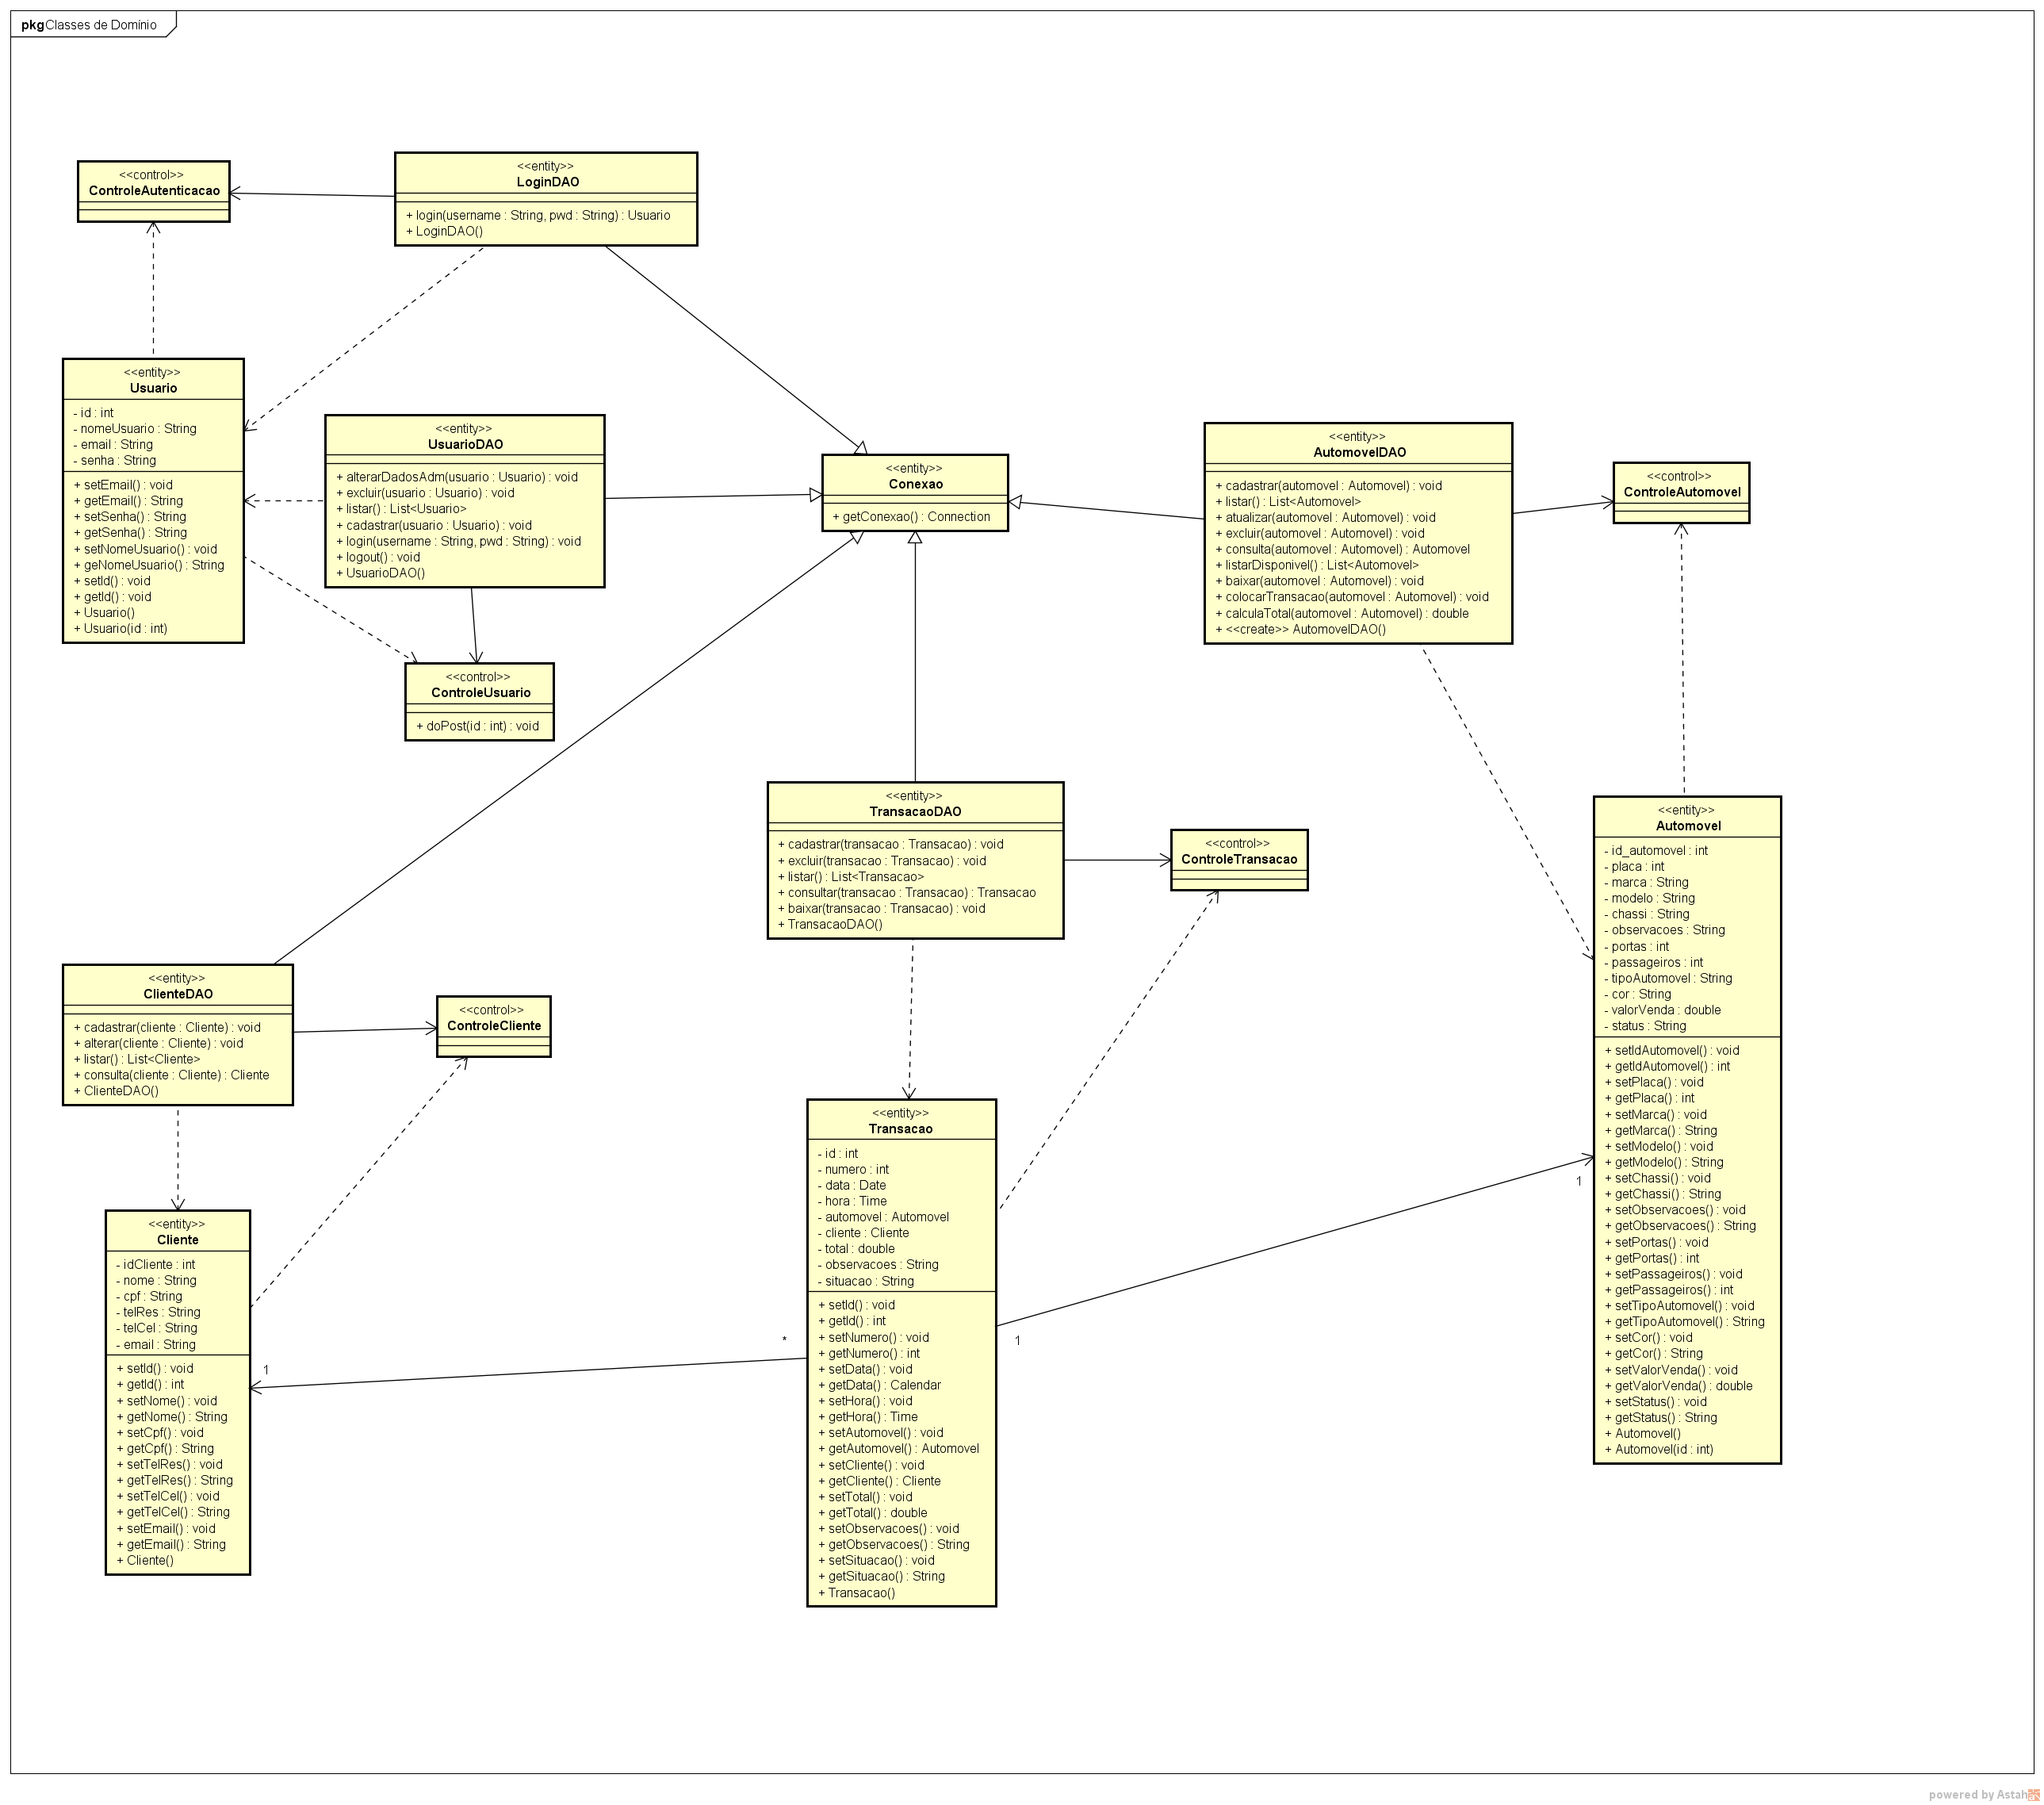 pkg Classes de Domínio
<<control>>
ControleAutenticacao
<<entity>>
LoginDAO
+ login(username : String, pwd : String) : Usuario
+ LoginDAO()
<<entity>>
Usuario
- id : int
- nomeUsuario : String
- email : String
- senha : String
+ setEmail() : void
+ getEmail() : String
+ setSenha() : String
+ getSenha() : String
+ setNomeUsuario() : void
+ geNomeUsuario() : String
+ setId() : void
+ getId() : void
+ Usuario()
+ Usuario(id : int)
<<entity>>
UsuarioDAO
+ alterarDadosAdm(usuario : Usuario) : void
+ excluir(usuario : Usuario) : void
+ listar() : List<Usuario>
+ cadastrar(usuario : Usuario) : void
+ login(username : String, pwd : String) : void
+ logout() : void
+ UsuarioDAO()
<<control>>
ControleUsuario
+ doPost(id : int) : void
<<entity>>
Conexao
+ getConexao() : Connection
<<entity>>
AutomovelDAO
+ cadastrar(automovel : Automovel) : void
+ listar() : List<Automovel>
+ atualizar(automovel : Automovel) : void
+ excluir(automovel : Automovel) : void
+ consulta(automovel : Automovel) : Automovel
+ listarDisponivel() : List<Automovel>
+ baixar(automovel : Automovel) : void
+ colocarTransacao(automovel : Automovel) : void
+ calculaTotal(automovel : Automovel) : double
+ <<create>> AutomovelDAO()
<<control>>
ControleAutomovel
<<entity>>
TransacaoDAO
+ cadastrar(transacao : Transacao) : void
+ excluir(transacao : Transacao) : void
+ listar() : List<Transacao>
+ consultar(transacao : Transacao) : Transacao
+ baixar(transacao : Transacao) : void
+ TransacaoDAO()
<<control>>
ControleTransacao
<<entity>>
Automovel
- id_automovel : int
- placa : int
- marca : String
- modelo : String
- chassi : String
- observacoes : String
- portas : int
- passageiros : int
- tipoAutomovel : String
- cor : String
- valorVenda : double
- status : String
+ setIdAutomovel() : void
+ getIdAutomovel() : int
+ setPlaca() : void
+ getPlaca() : int
+ setMarca() : void
+ getMarca() : String
+ setModelo() : void
+ getModelo() : String
+ setChassi() : void
+ getChassi() : String
+ setObservacoes() : void
+ getObservacoes() : String
+ setPortas() : void
+ getPortas() : int
+ setPassageiros() : void
+ getPassageiros() : int
+ setTipoAutomovel() : void
+ getTipoAutomovel() : String
+ setCor() : void
+ getCor() : String
+ setValorVenda() : void
+ getValorVenda() : double
+ setStatus() : void
+ getStatus() : String
+ Automovel()
+ Automovel(id : int)
<<entity>>
ClienteDAO
+ cadastrar(cliente : Cliente) : void
+ alterar(cliente : Cliente) : void
+ listar() : List<Cliente>
+ consulta(cliente : Cliente) : Cliente
+ ClienteDAO()
<<control>>
ControleCliente
<<entity>>
Cliente
- idCliente : int
- nome : String
- cpf : String
- telRes : String
- telCel : String
- email : String
+ setId() : void
+ getId() : int
+ setNome() : void
+ getNome() : String
+ setCpf() : void
+ getCpf() : String
+ setTelRes() : void
+ getTelRes() : String
+ setTelCel() : void
+ getTelCel() : String
+ setEmail() : void
+ getEmail() : String
+ Cliente()
1
*
<<entity>>
Transacao
- id : int
- numero : int
- data : Date
- hora : Time
- automovel : Automovel
- cliente : Cliente
- total : double
- observacoes : String
- situacao : String
+ setId() : void
+ getId() : int
+ setNumero() : void
+ getNumero() : int
+ setData() : void
+ getData() : Calendar
+ setHora() : void
+ getHora() : Time
+ setAutomovel() : void
+ getAutomovel() : Automovel
+ setCliente() : void
+ getCliente() : Cliente
+ setTotal() : void
+ getTotal() : double
+ setObservacoes() : void
+ getObservacoes() : String
+ setSituacao() : void
+ getSituacao() : String
+ Transacao()
1
1
powered by Astah